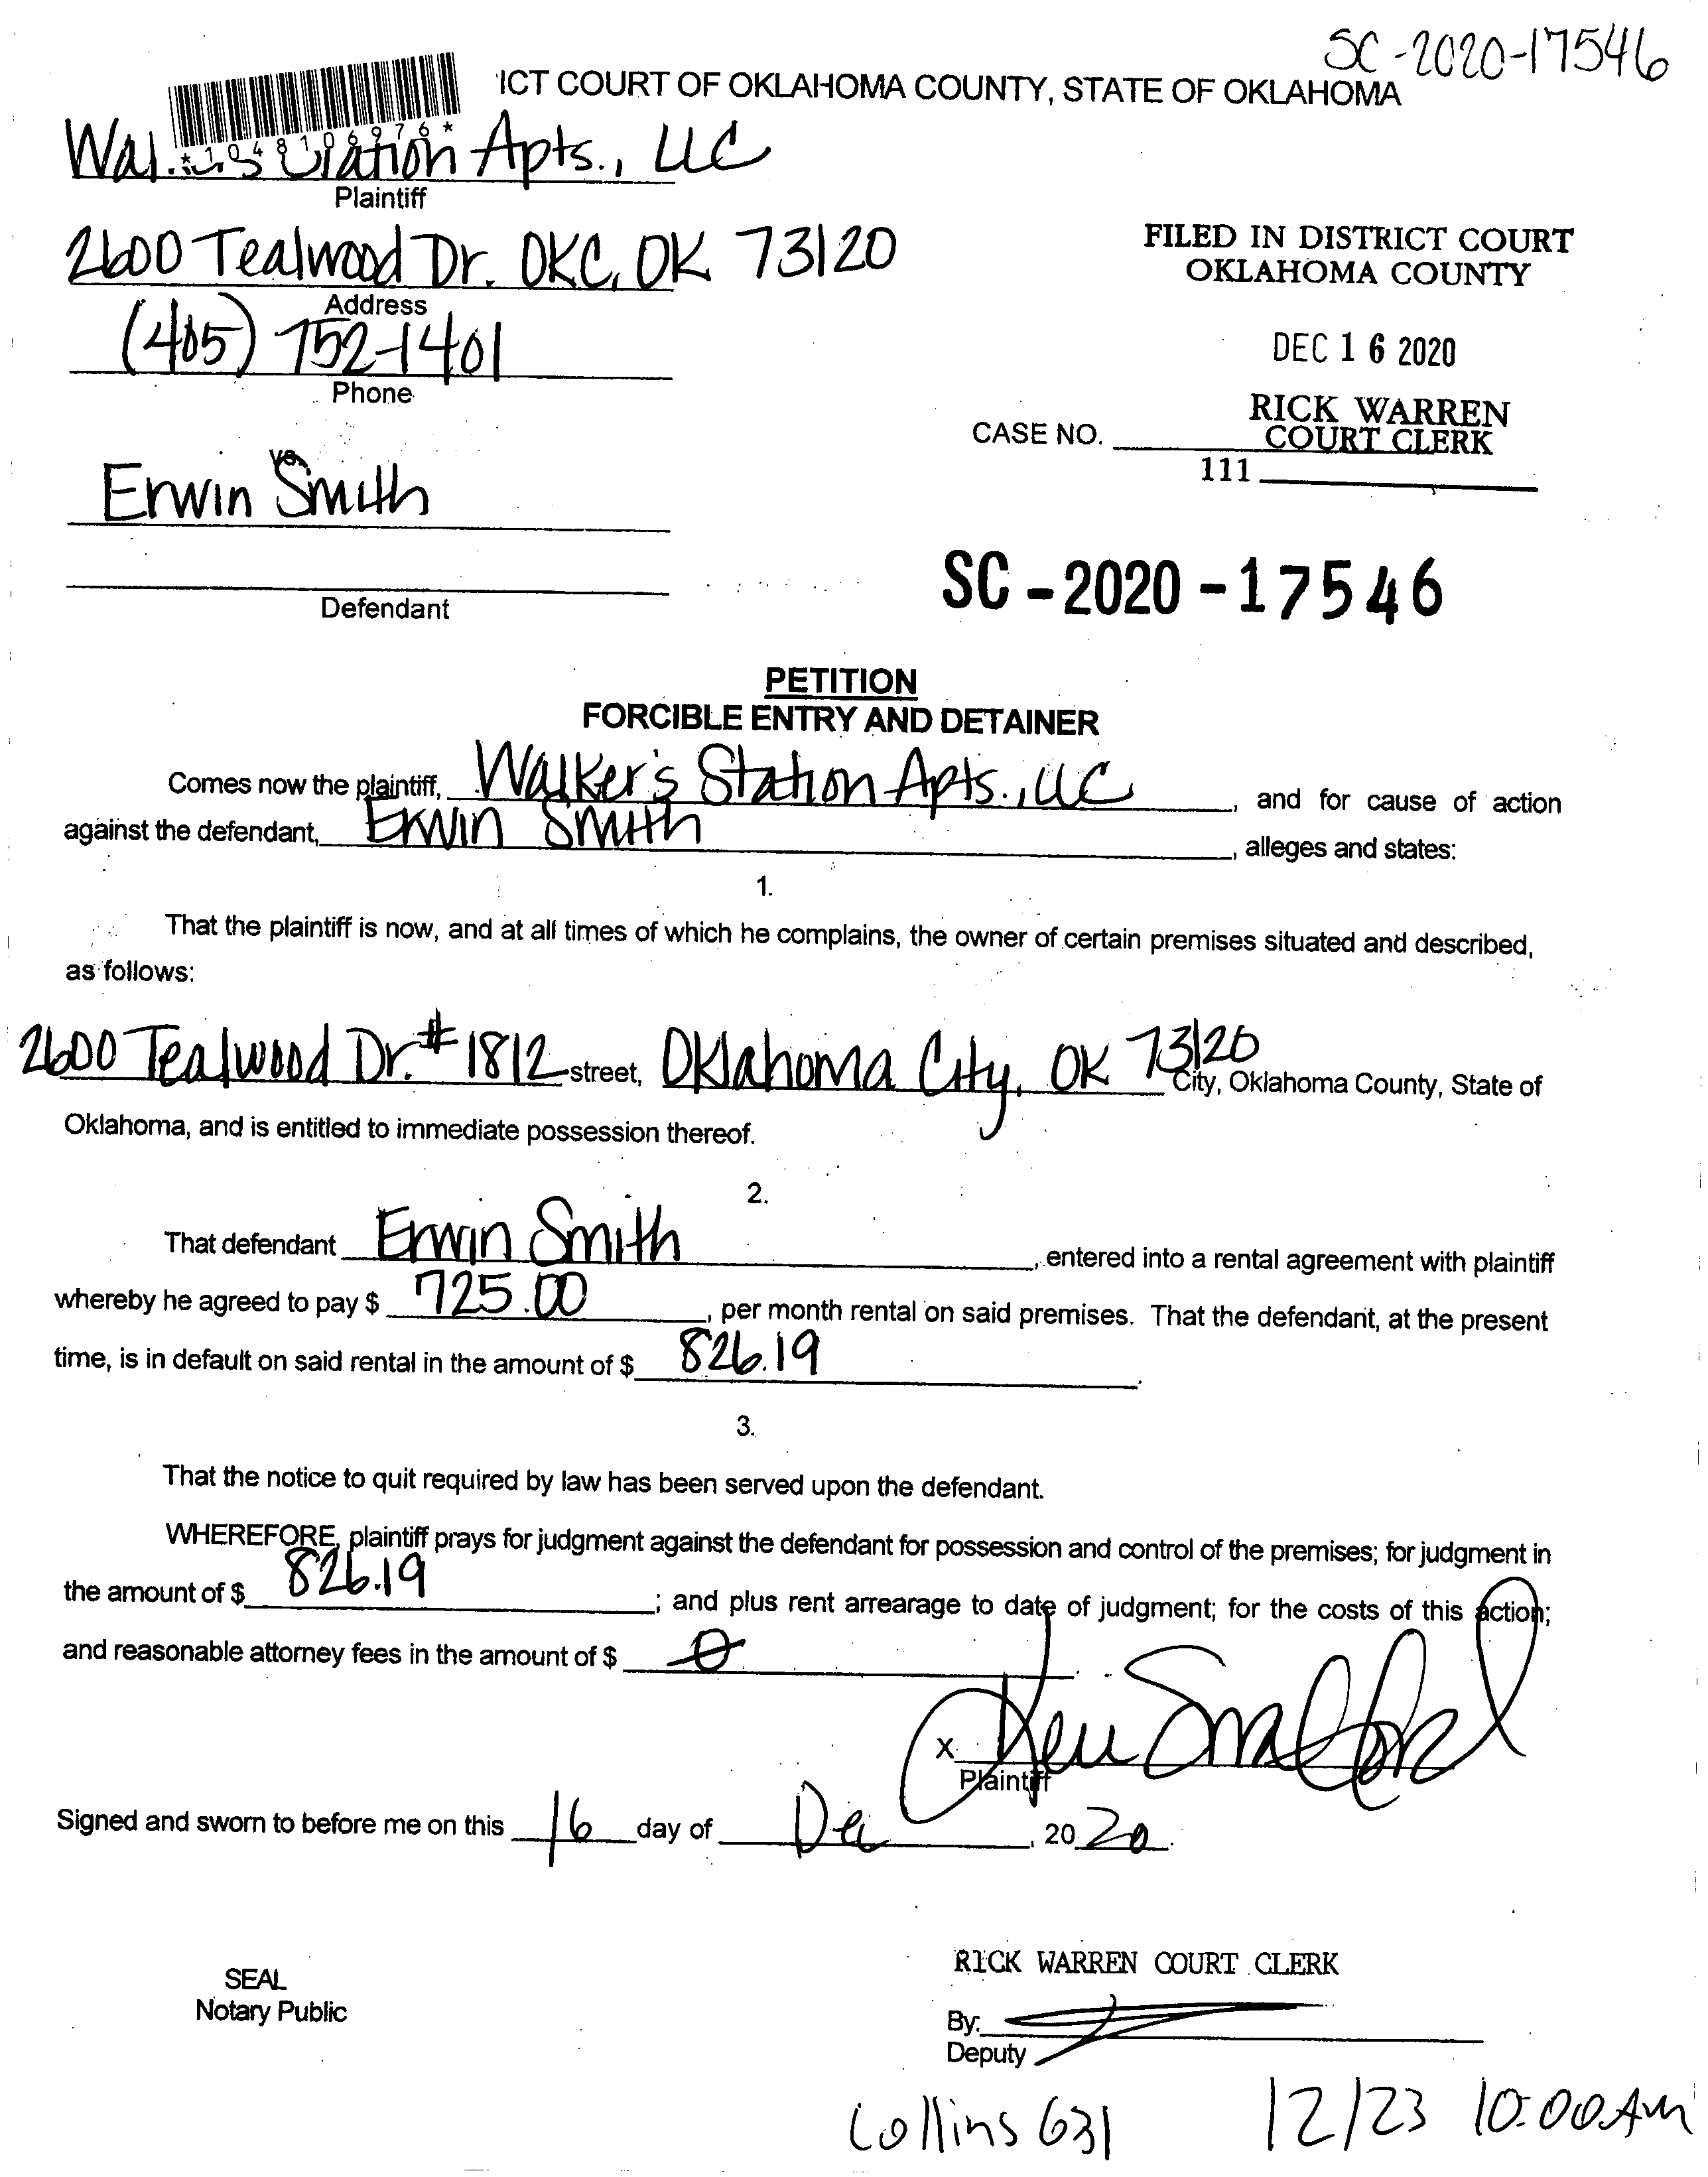 SC-2020-17546
ICT COURT OF OKLAHOMA COUNTY, STATE OF OKLAHOMA
*1048106976*
Station Apts., LLC
Plaintiff
2600 Tealwood Dr. OKC, OK 73120
Address
(405) 752-1401
Phone
FILED IN DISTRICT COURT
OKLAHOMA COUNTY
DEC 16 2020
RICK WARREN
COURT CLERK
CASE NO.
111
vs.
Erwin Smith
Defendant
SC-2020-17546
PETITION
FORCIBLE ENTRY AND DETAINER
Comes now the plaintiff, Walker's Station Apts., LLC, and for cause of action
against the defendant, Erwin Smith, alleges and states:
1.
That the plaintiff is now, and at all times of which he complains, the owner of certain premises situated and described,
as follows:
2600 Tealwood Dr. #1812 street, Oklahoma City, OK 73120 City, Oklahoma County, State of
Oklahoma, and is entitled to immediate possession thereof.
2.
That defendant Erwin Smith, entered into a rental agreement with plaintiff
whereby he agreed to pay $ 725.00, per month rental on said premises. That the defendant, at the present
time, is in default on said rental in the amount of $ 826.19.
3.
That the notice to quit required by law has been served upon the defendant.
WHEREFORE, plaintiff prays for judgment against the defendant for possession and control of the premises; for judgment in
the amount of $ 826.19; and plus rent arrearage to date of judgment; for the costs of this action;
and reasonable attorney fees in the amount of $ 0.
X
Plaintiff
Signed and sworn to before me on this 16 day of Dec, 2020.
SEAL
Notary Public
RICK WARREN COURT CLERK
By:
Deputy
Collins 631 12/23 10:00 AM